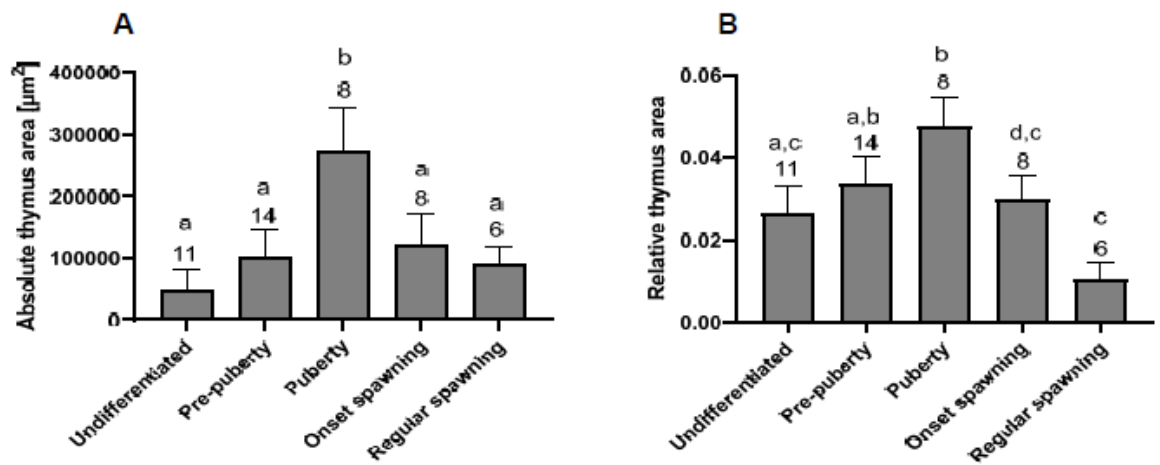 A
Absolute thymus area [µm²]
400000
300000
200000
100000
0
a
11
a
14
b
8
a
8
a
6
Undifferentiated
Pre-puberty
Puberty
Onset spawning
Regular spawning
B
Relative thymus area
0.06
0.04
0.02
0.00
a,c
11
a,b
14
b
8
d,c
8
c
6
Undifferentiated
Pre-puberty
Puberty
Onset spawning
Regular spawning